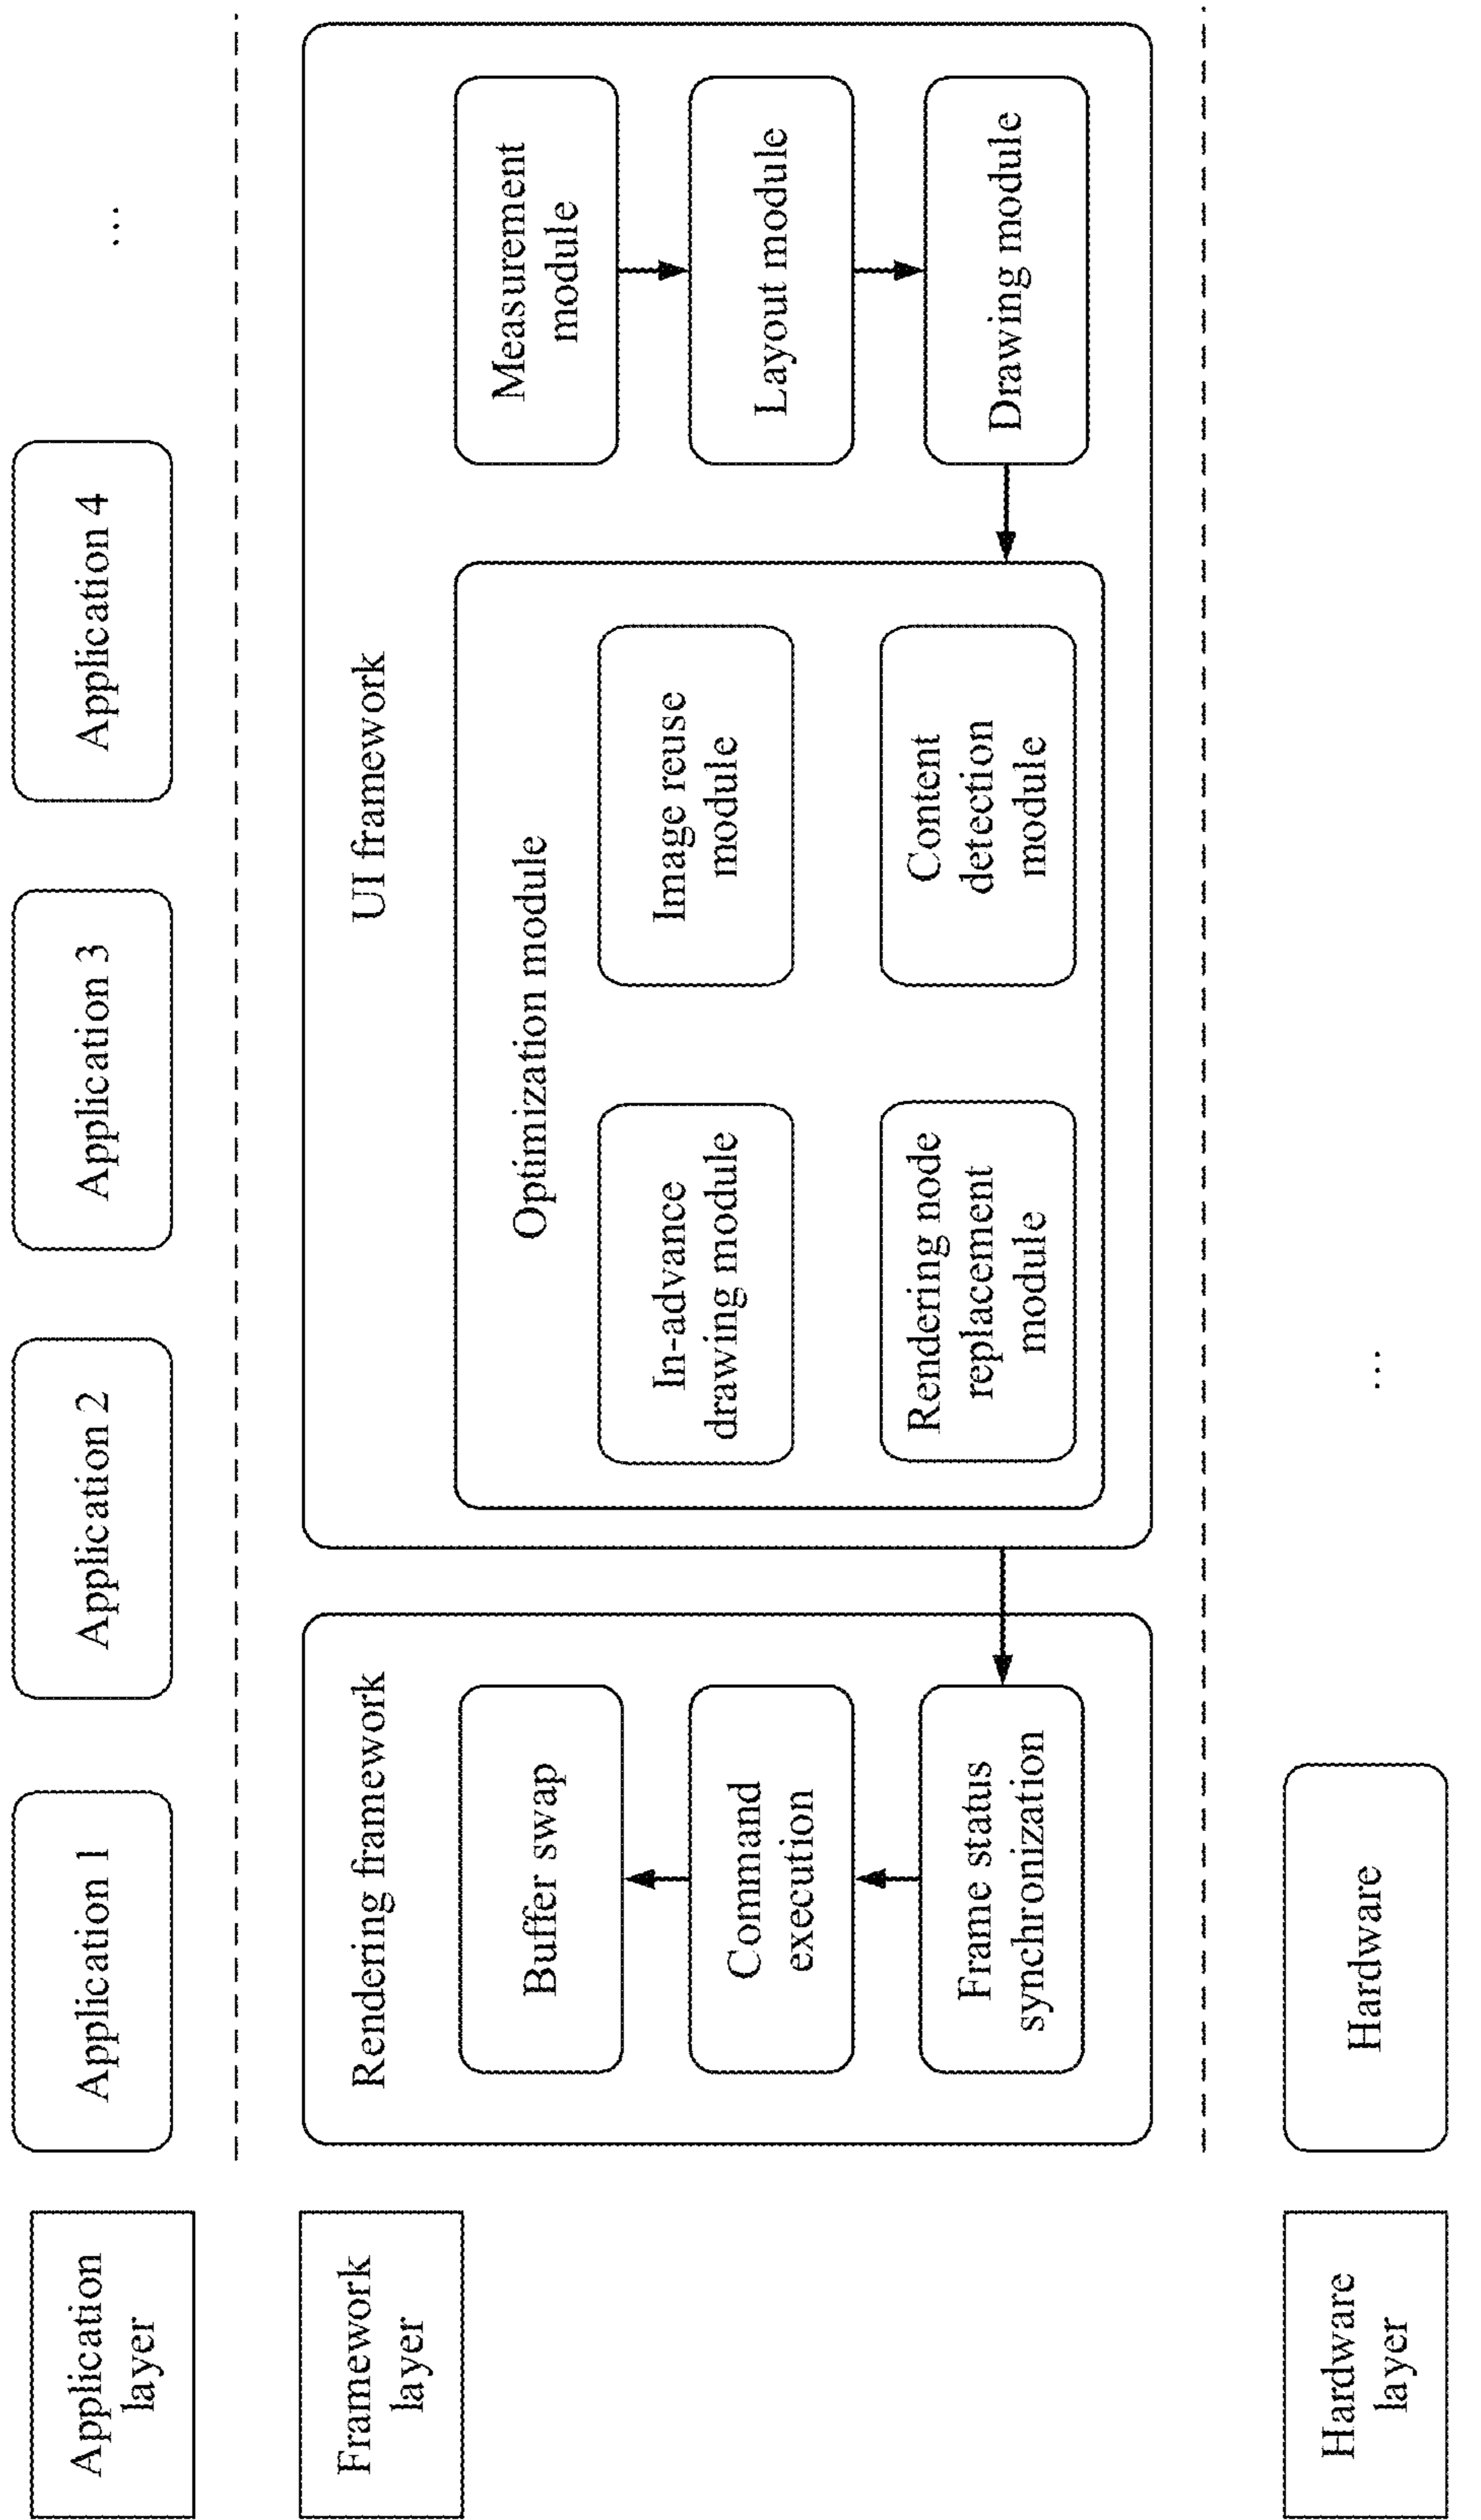 Application
layer
Application 1
Application 2
Application 3
Application 4
...
Framework
layer
Rendering framework
Buffer swap
Command
execution
Frame status
synchronization
UI framework
Optimization module
In-advance
drawing module
Image reuse
module
Rendering node
replacement
module
Content
detection
module
Measurement
module
Layout module
Drawing module
Hardware
layer
Hardware
...